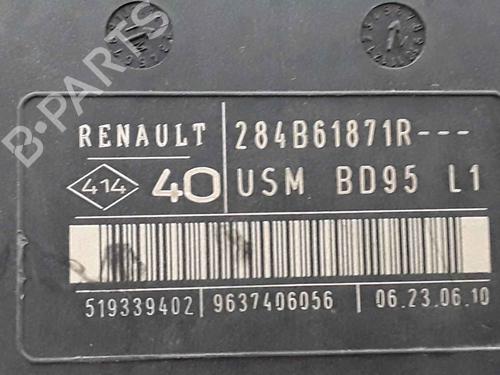 B-PARTS
RENAULT 284B61871R---
414 40 USM BD95 L1
519339402 9637406056 06.23.06.10